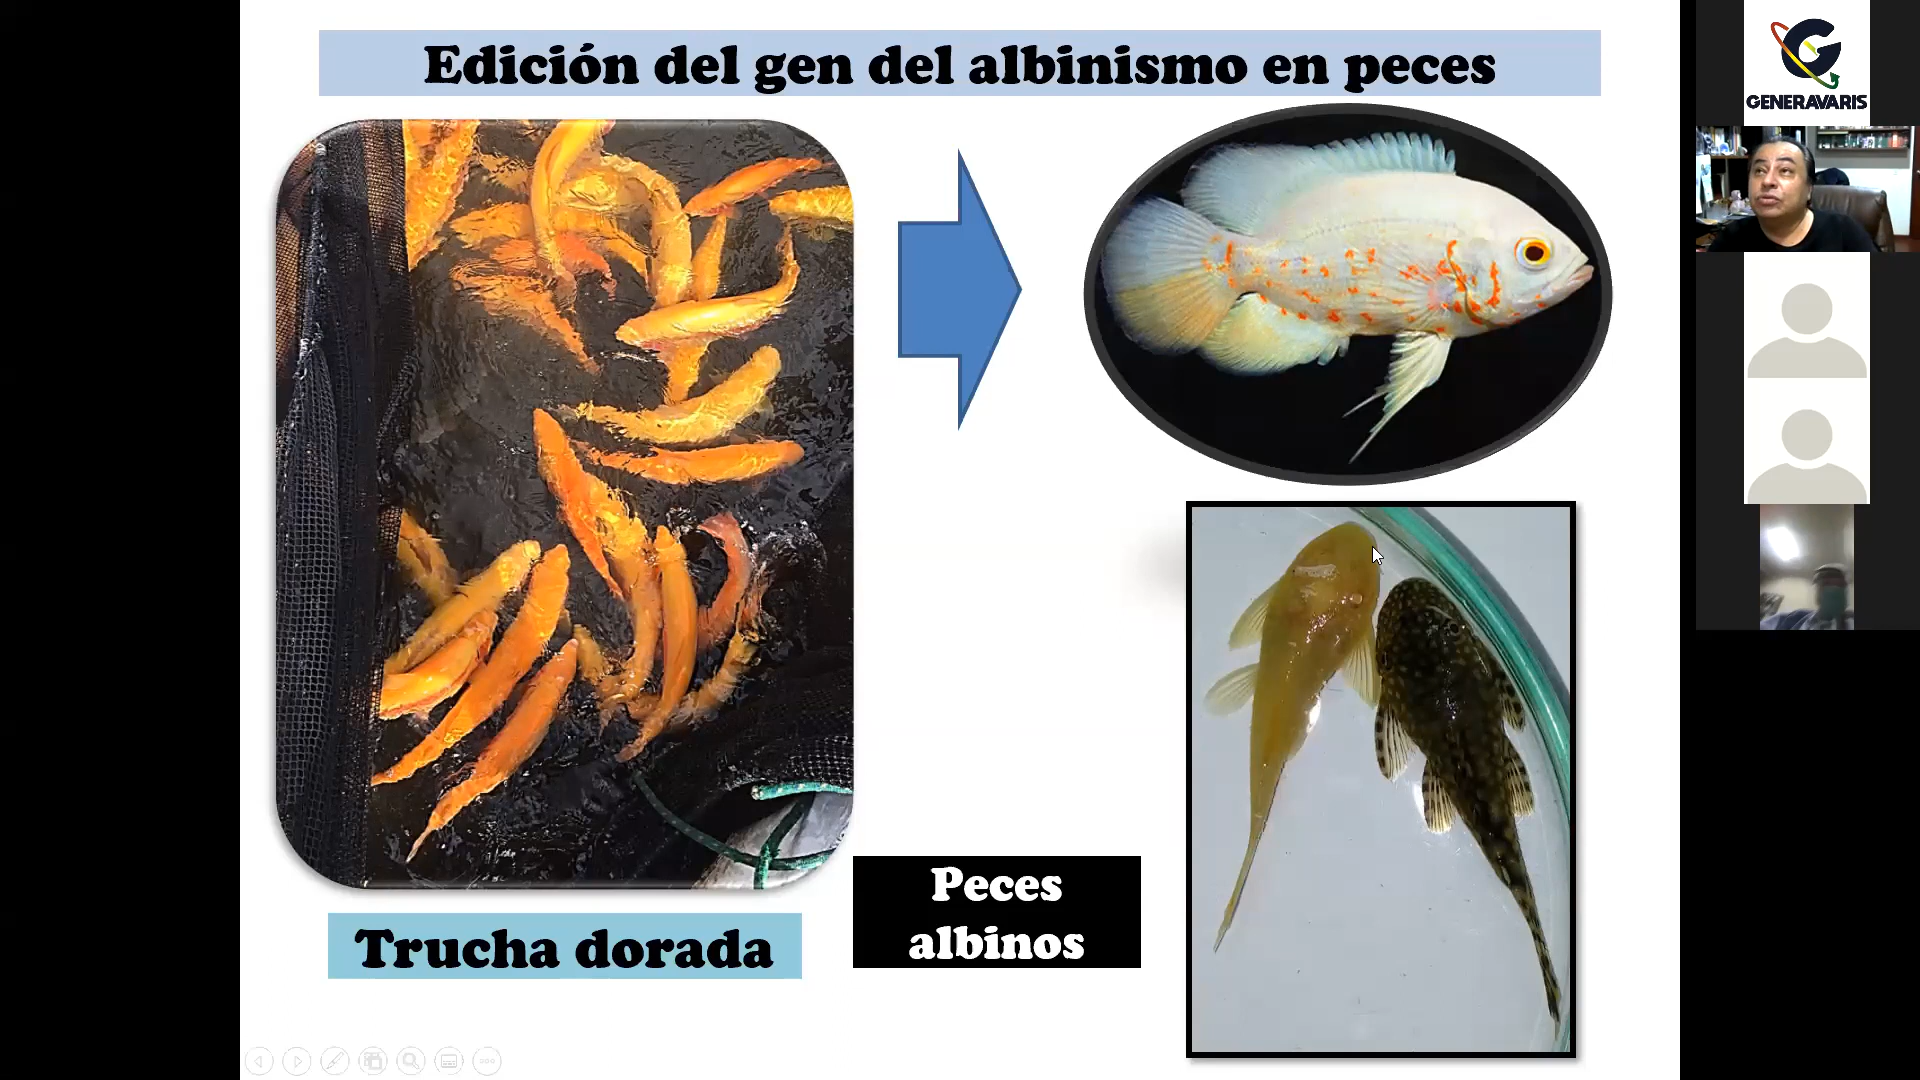 Edición del gen del albinismo en peces
GENERAVARIS
Trucha dorada
Peces
albinos